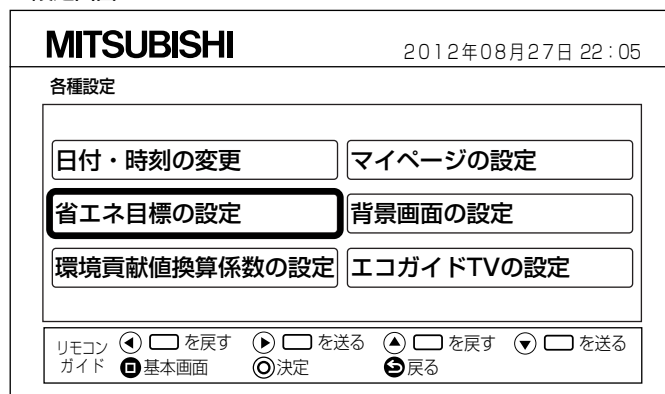 MITSUBISHI 2012年08月27日 22:05
各種設定
日付・時刻の変更 マイページの設定
省エネ目標の設定 背景画面の設定
環境貢献値換算係数の設定 エコガイドTVの設定
リモコンガイド
を戻す を送る を戻す を送る
基本画面 決定 戻る